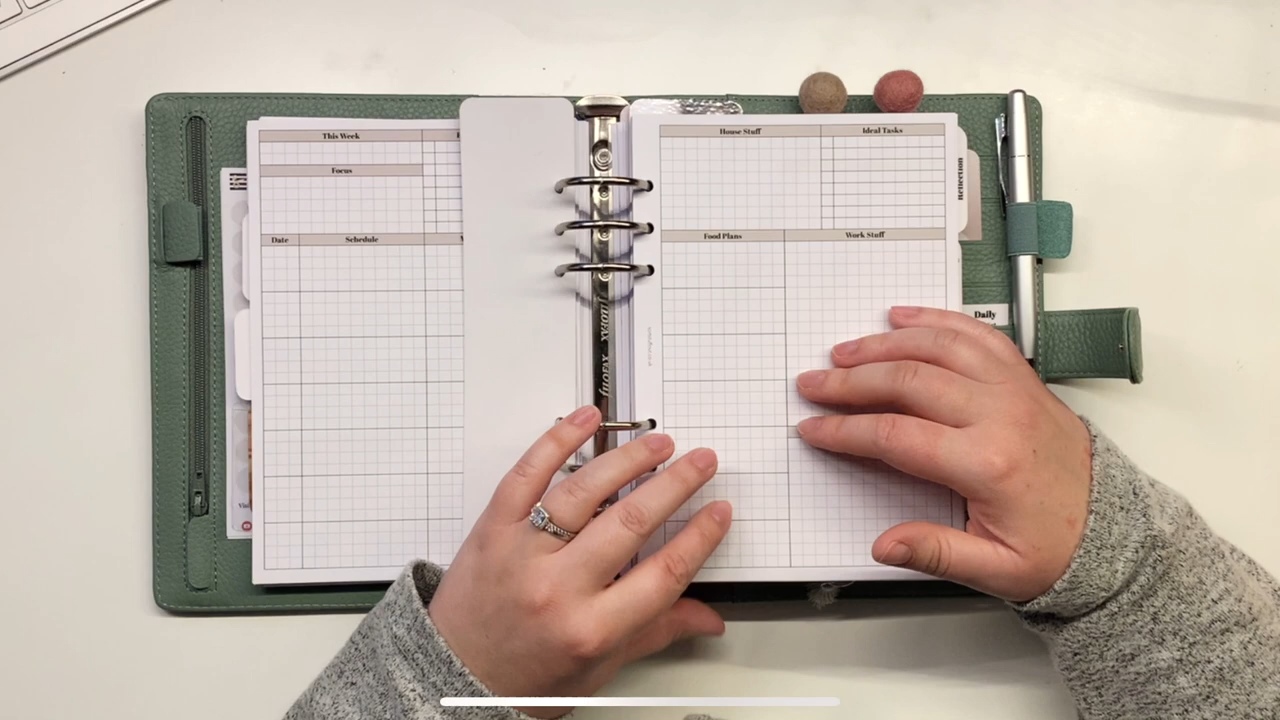 This Week
Focus
Date
Schedule
filofax
House Stuff
Ideal Tasks
Food Plans
Work Stuff
Reflection
Daily